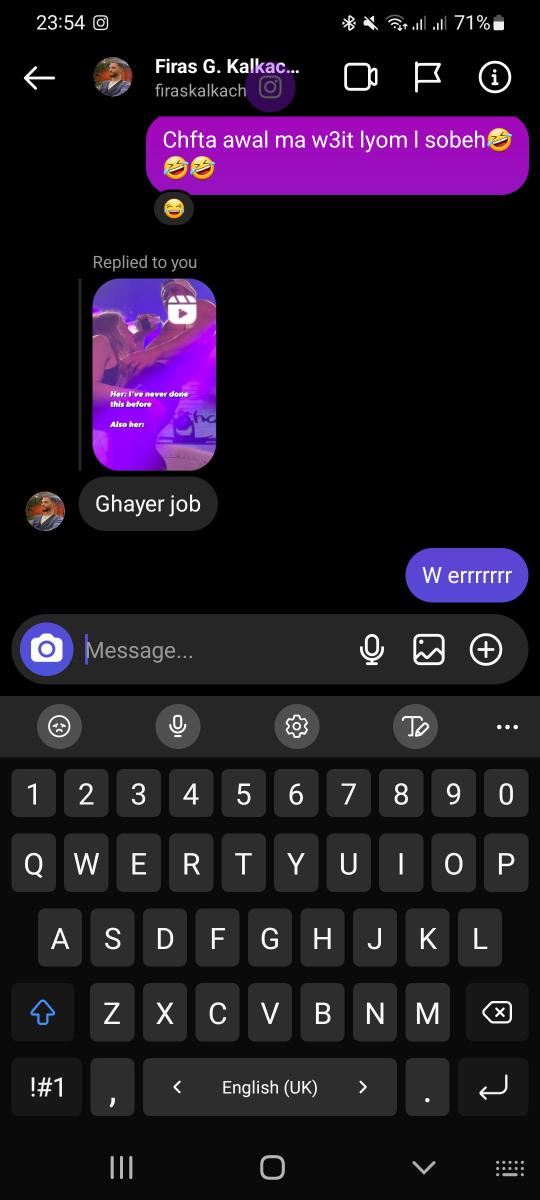 23:54
71%
Firas G. Kalkac...
firaskalkach
Chfta awal ma w3it lyom l sobeh🤣
🤣🤣
😂
Replied to you
Her: I've never done
this before
Also her:
Ghayer job
W errrrrrr
Message...
1 2 3 4 5 6 7 8 9 0
Q W E R T Y U I O P
A S D F G H J K L
Z X C V B N M
!#1 , < English (UK) > .